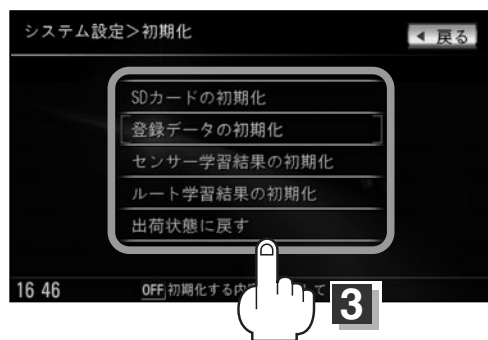 システム設定＞初期化
◀ 戻る
SDカードの初期化
登録データの初期化
センサー学習結果の初期化
ルート学習結果の初期化
出荷状態に戻す
16 46
OFF 初期化する内 して
3